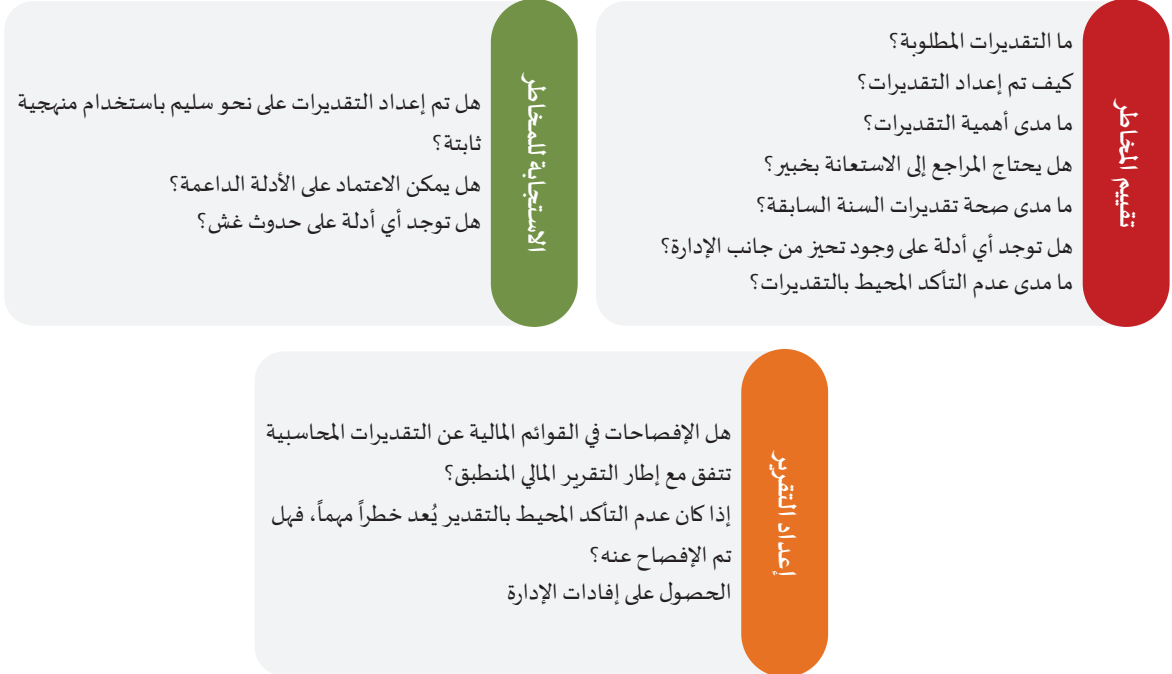 تقييم المخاطر
ما التقديرات المطلوبة؟
كيف تم إعداد التقديرات؟
ما مدى أهمية التقديرات؟
هل يحتاج المراجع إلى الاستعانة بخبير؟
ما مدى صحة تقديرات السنة السابقة؟
هل توجد أي أدلة على وجود تحيز من جانب الإدارة؟
ما مدى عدم التأكد المحيط بالتقديرات؟
الاستجابة للمخاطر
هل تم إعداد التقديرات على نحو سليم باستخدام منهجية
ثابتة؟
هل يمكن الاعتماد على الأدلة الداعمة؟
هل توجد أي أدلة على حدوث غش؟
إعداد التقرير
هل الإفصاحات في القوائم المالية عن التقديرات المحاسبية
تتفق مع إطار التقرير المالي المنطبق؟
إذا كان عدم التأكد المحيط بالتقدير يُعد خطراً مهماً، فهل
تم الإفصاح عنه؟
الحصول على إفادات الإدارة